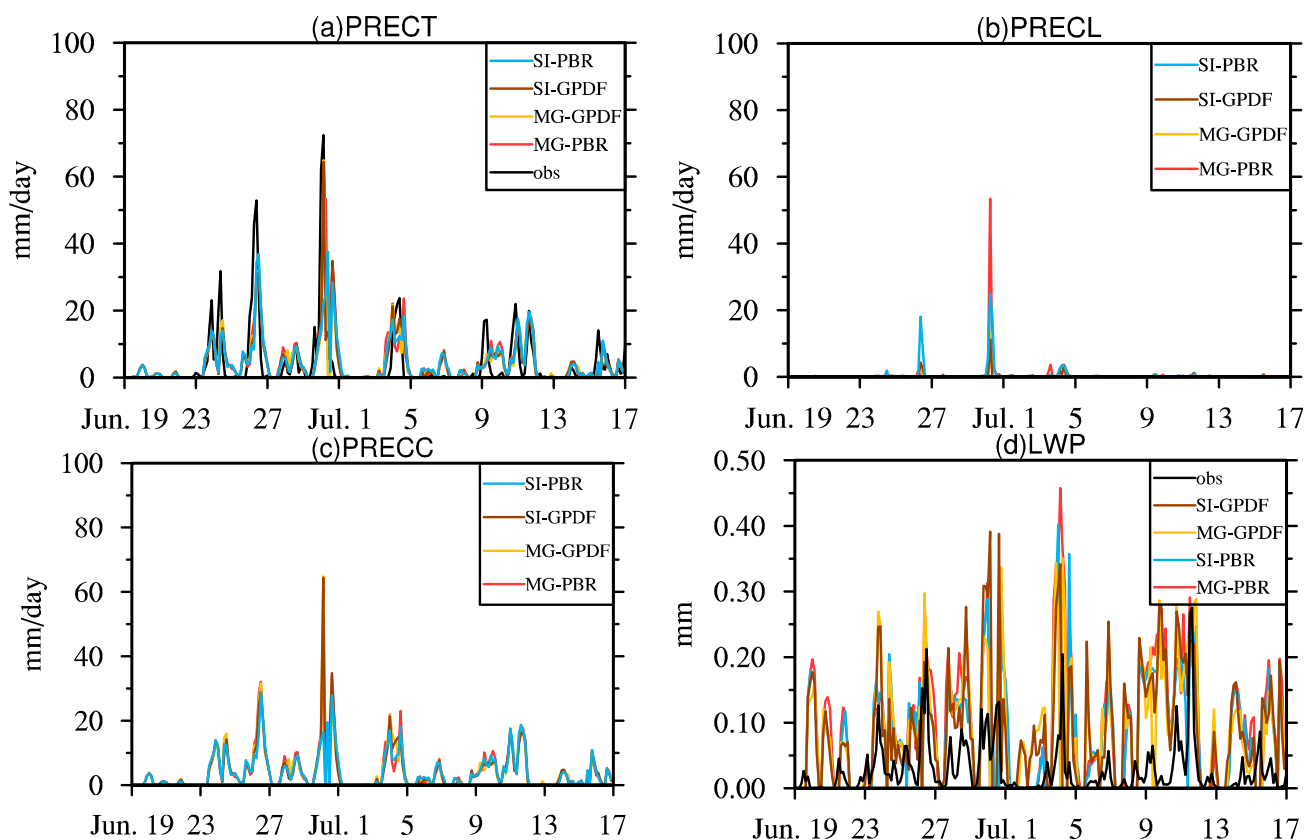 (a)PRECT
100
80
60
40
20
0
mm/day
SI-PBR
SI-GPDF
MG-GPDF
MG-PBR
obs
Jun. 19 23 27 Jul. 1 5 9 13 17
(b)PRECL
100
80
60
40
20
0
mm/day
SI-PBR
SI-GPDF
MG-GPDF
MG-PBR
Jun. 19 23 27 Jul. 1 5 9 13 17
(c)PRECC
100
80
60
40
20
0
mm/day
SI-PBR
SI-GPDF
MG-GPDF
MG-PBR
Jun. 19 23 27 Jul. 1 5 9 13 17
(d)LWP
0.50
0.40
0.30
0.20
0.10
0.00
mm
obs
SI-GPDF
MG-GPDF
SI-PBR
MG-PBR
Jun. 19 23 27 Jul. 1 5 9 13 17